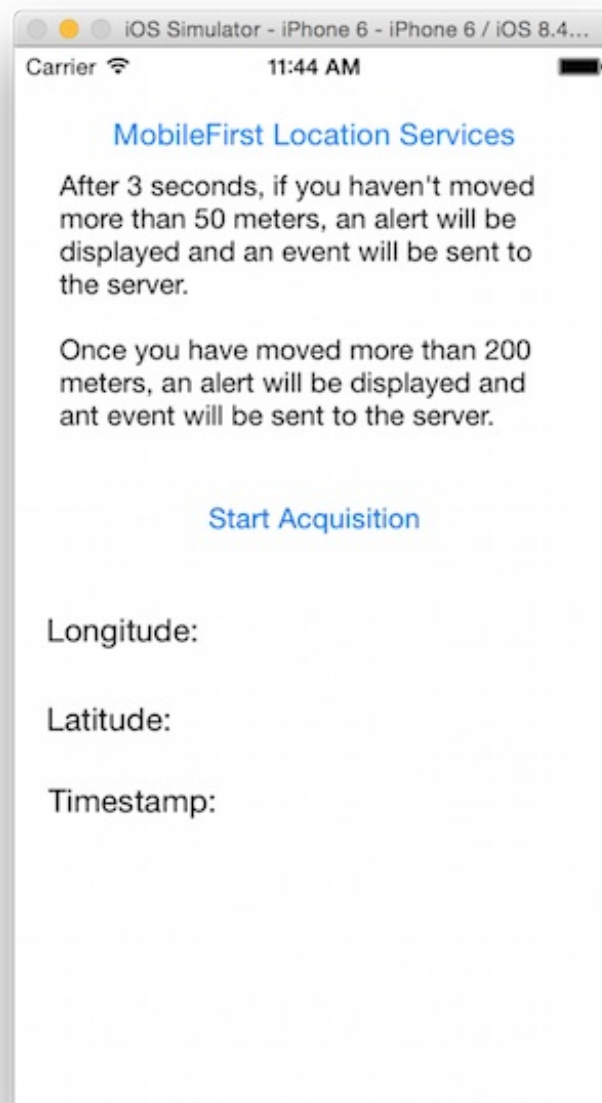 iOS Simulator - iPhone 6 - iPhone 6 / iOS 8.4...
Carrier 11:44 AM
MobileFirst Location Services
After 3 seconds, if you haven't moved
more than 50 meters, an alert will be
displayed and an event will be sent to
the server.
Once you have moved more than 200
meters, an alert will be displayed and
ant event will be sent to the server.
Start Acquisition
Longitude:
Latitude:
Timestamp: